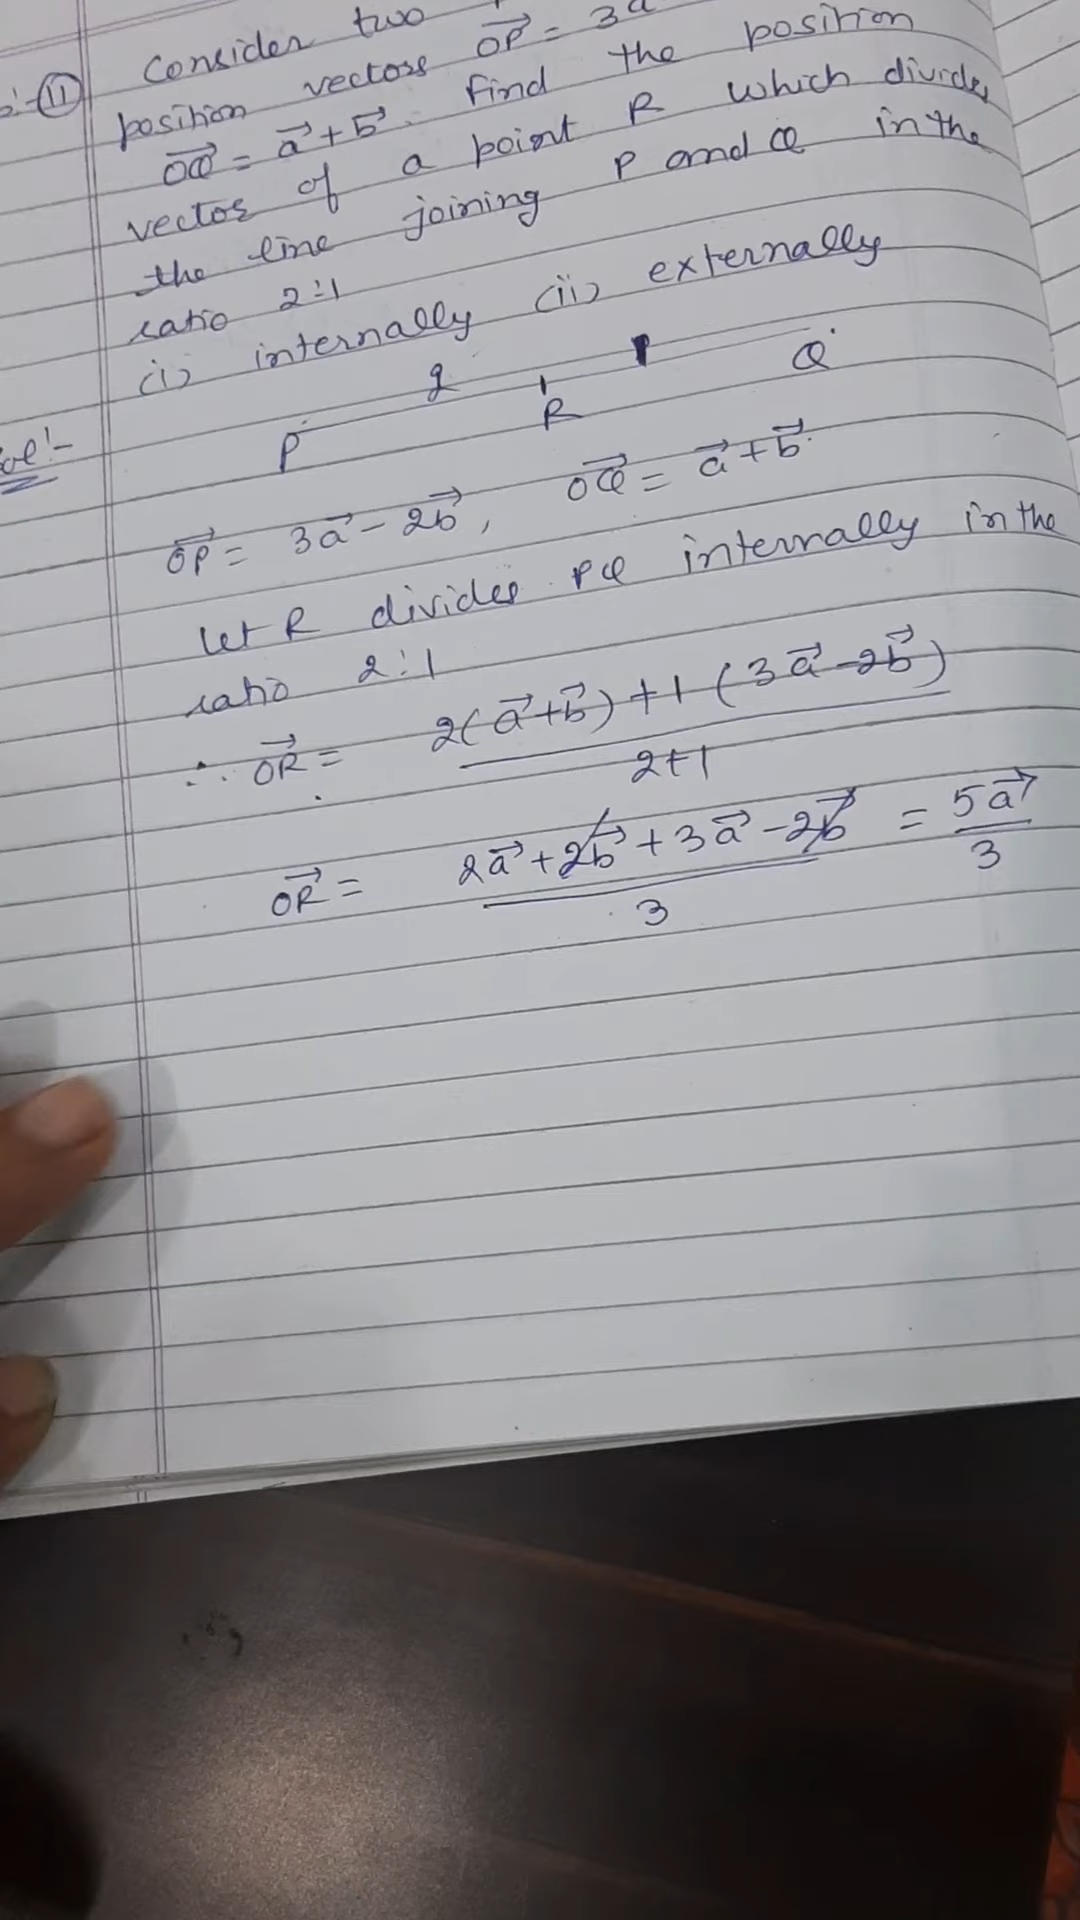 (11) Consider two
position vectors OP⃗ = 3a
OQ⃗ = a⃗ + b⃗. find the position
vector of a point R which divides
the line joining P and Q in the
ratio 2:1
(i) internally (ii) externally
2
P R Q
OP⃗ = 3a⃗ - 2b⃗, OQ⃗ = a⃗ + b⃗.
let R divides PQ internally in the
ratio 2:1
∴ OR⃗ = 2(a⃗+b⃗) + 1(3a⃗-2b⃗)
2+1
OR⃗ = 2a⃗ + 2b⃗ + 3a⃗ - 2b⃗ = 5a⃗
3 3